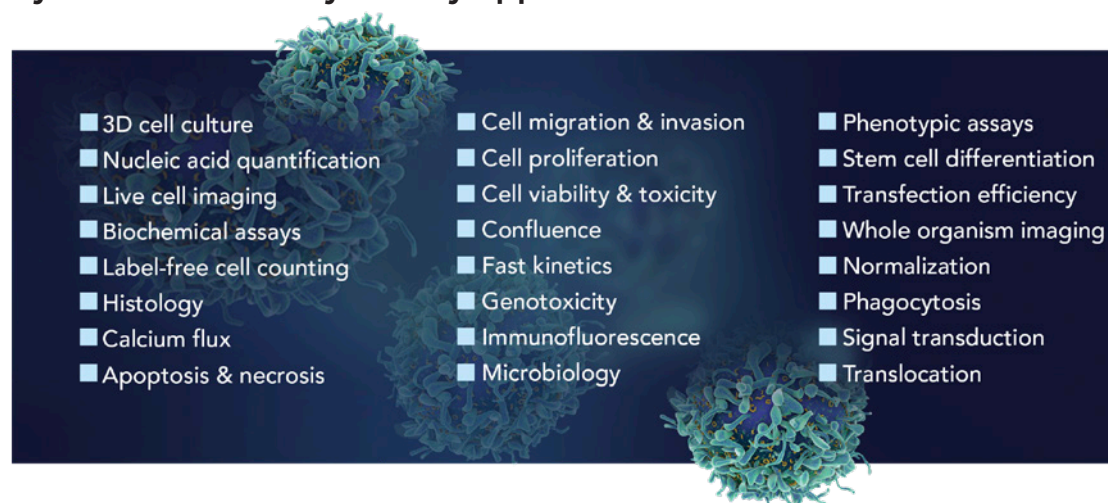 3D cell culture
Nucleic acid quantification
Live cell imaging
Biochemical assays
Label-free cell counting
Histology
Calcium flux
Apoptosis & necrosis
Cell migration & invasion
Cell proliferation
Cell viability & toxicity
Confluence
Fast kinetics
Genotoxicity
Immunofluorescence
Microbiology
Phenotypic assays
Stem cell differentiation
Transfection efficiency
Whole organism imaging
Normalization
Phagocytosis
Signal transduction
Translocation